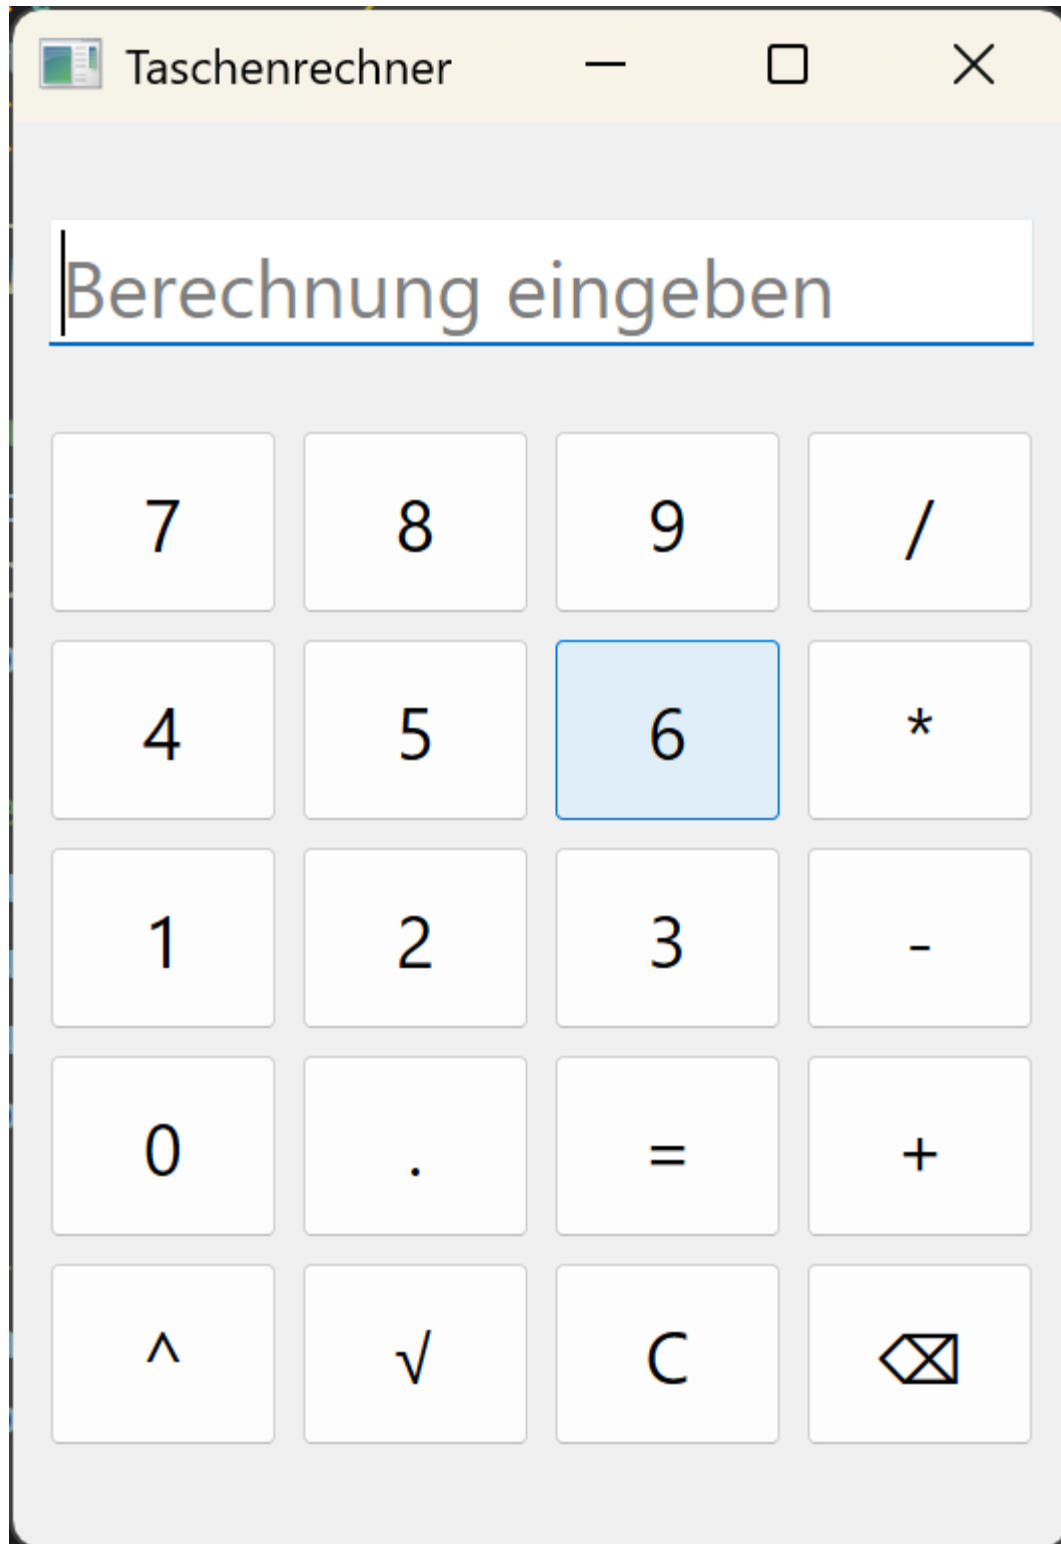 Taschenrechner
Berechnung eingeben
7 8 9 /
4 5 6 *
1 2 3 -
0 . = +
^ √ C ⌫